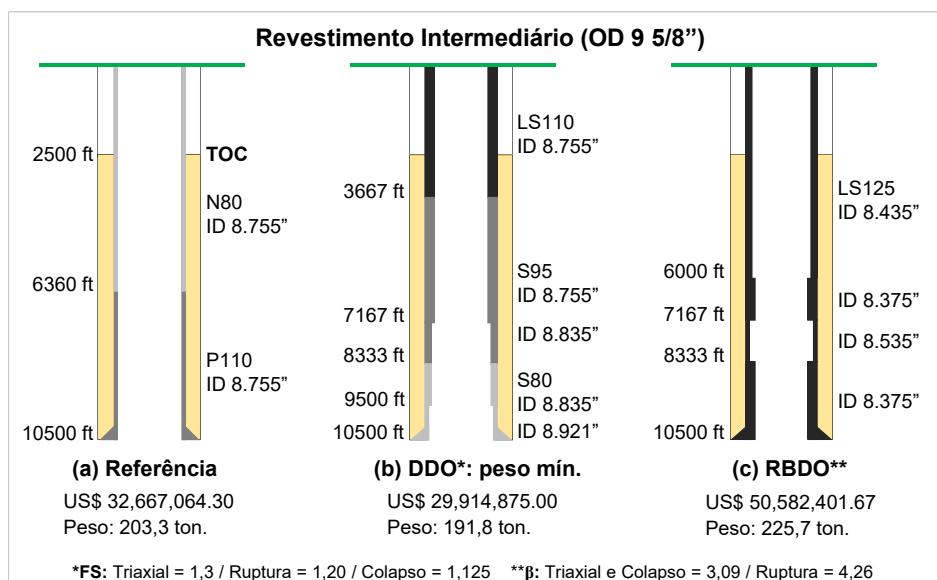 Revestimento Intermediário (OD 9 5/8”)
2500 ft
TOC
N80
ID 8.755”
6360 ft
P110
ID 8.755”
10500 ft
(a) Referência
US$ 32,667,064.30
Peso: 203,3 ton.
LS110
ID 8.755”
3667 ft
S95
ID 8.755”
7167 ft
ID 8.835”
8333 ft
S80
ID 8.835”
9500 ft
ID 8.921”
10500 ft
(b) DDO*: peso mín.
US$ 29,914,875.00
Peso: 191,8 ton.
LS125
ID 8.435”
6000 ft
ID 8.375”
7167 ft
ID 8.535”
8333 ft
ID 8.375”
10500 ft
(c) RBDO**
US$ 50,582,401.67
Peso: 225,7 ton.
*FS: Triaxial = 1,3 / Ruptura = 1,20 / Colapso = 1,125 **β: Triaxial e Colapso = 3,09 / Ruptura = 4,26